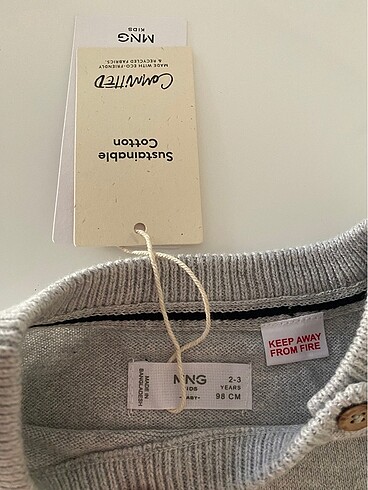 MNG
KIDS
MADE WITH ECO-FRIENDLY
& RECYCLED FABRICS.
COMMITTED
Sustainable
Cotton
KEEP AWAY
FROM FIRE
MADE IN
BANGLADESH
MNG
KIDS
-BABY-
2-3
YEARS
98 CM